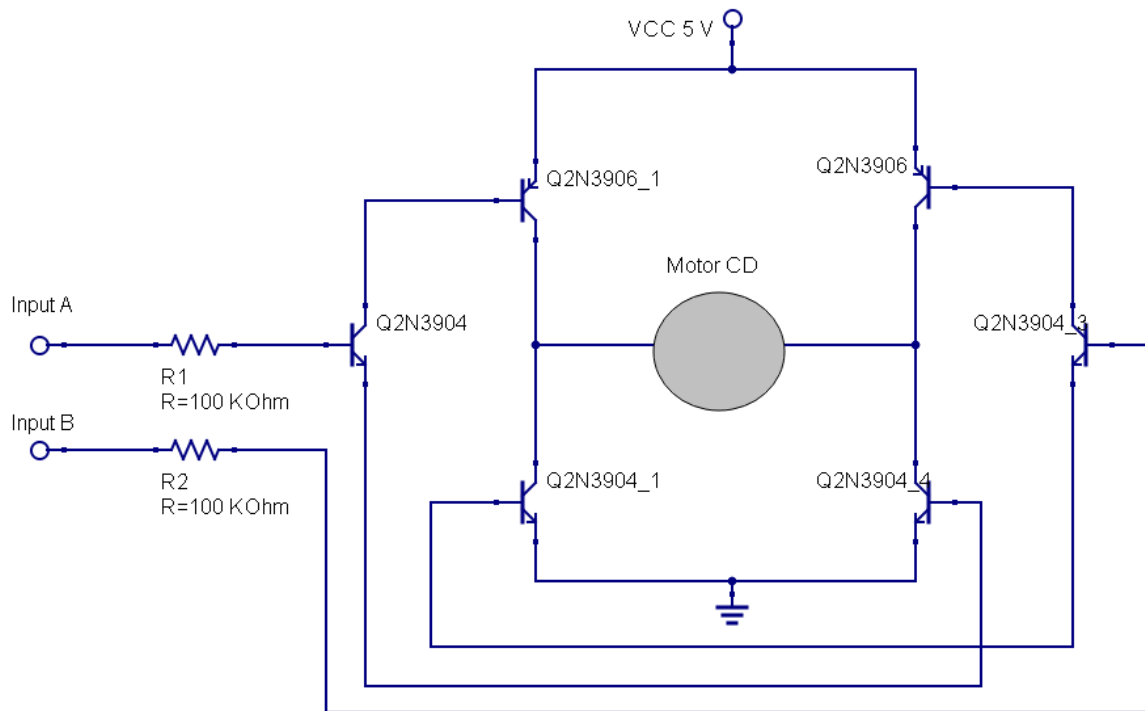 VCC 5 V
Q2N3906_1
Q2N3906
Motor CD
Input A
Q2N3904
Q2N3904_3
R1
R=100 KOhm
Input B
R2
R=100 KOhm
Q2N3904_1
Q2N3904_4